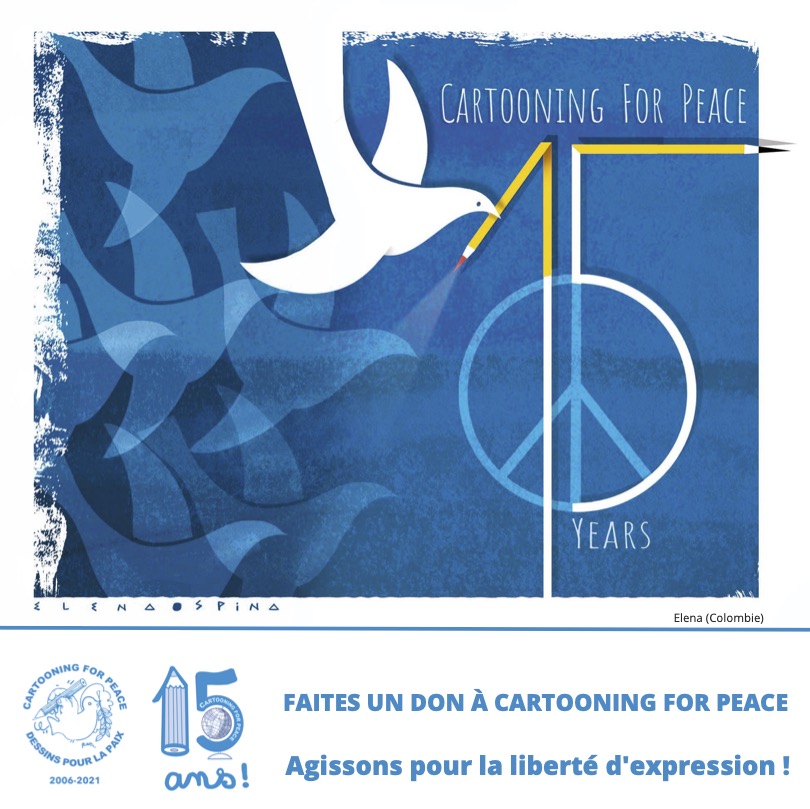 CARTOONING FOR PEACE
15
YEARS
ELENA OSPINA
Elena (Colombie)
CARTOONING FOR PEACE
DESSINS POUR LA PAIX
2006-2021
15
CARTOONING FOR PEACE
ans!
FAITES UN DON À CARTOONING FOR PEACE
Agissons pour la liberté d'expression !